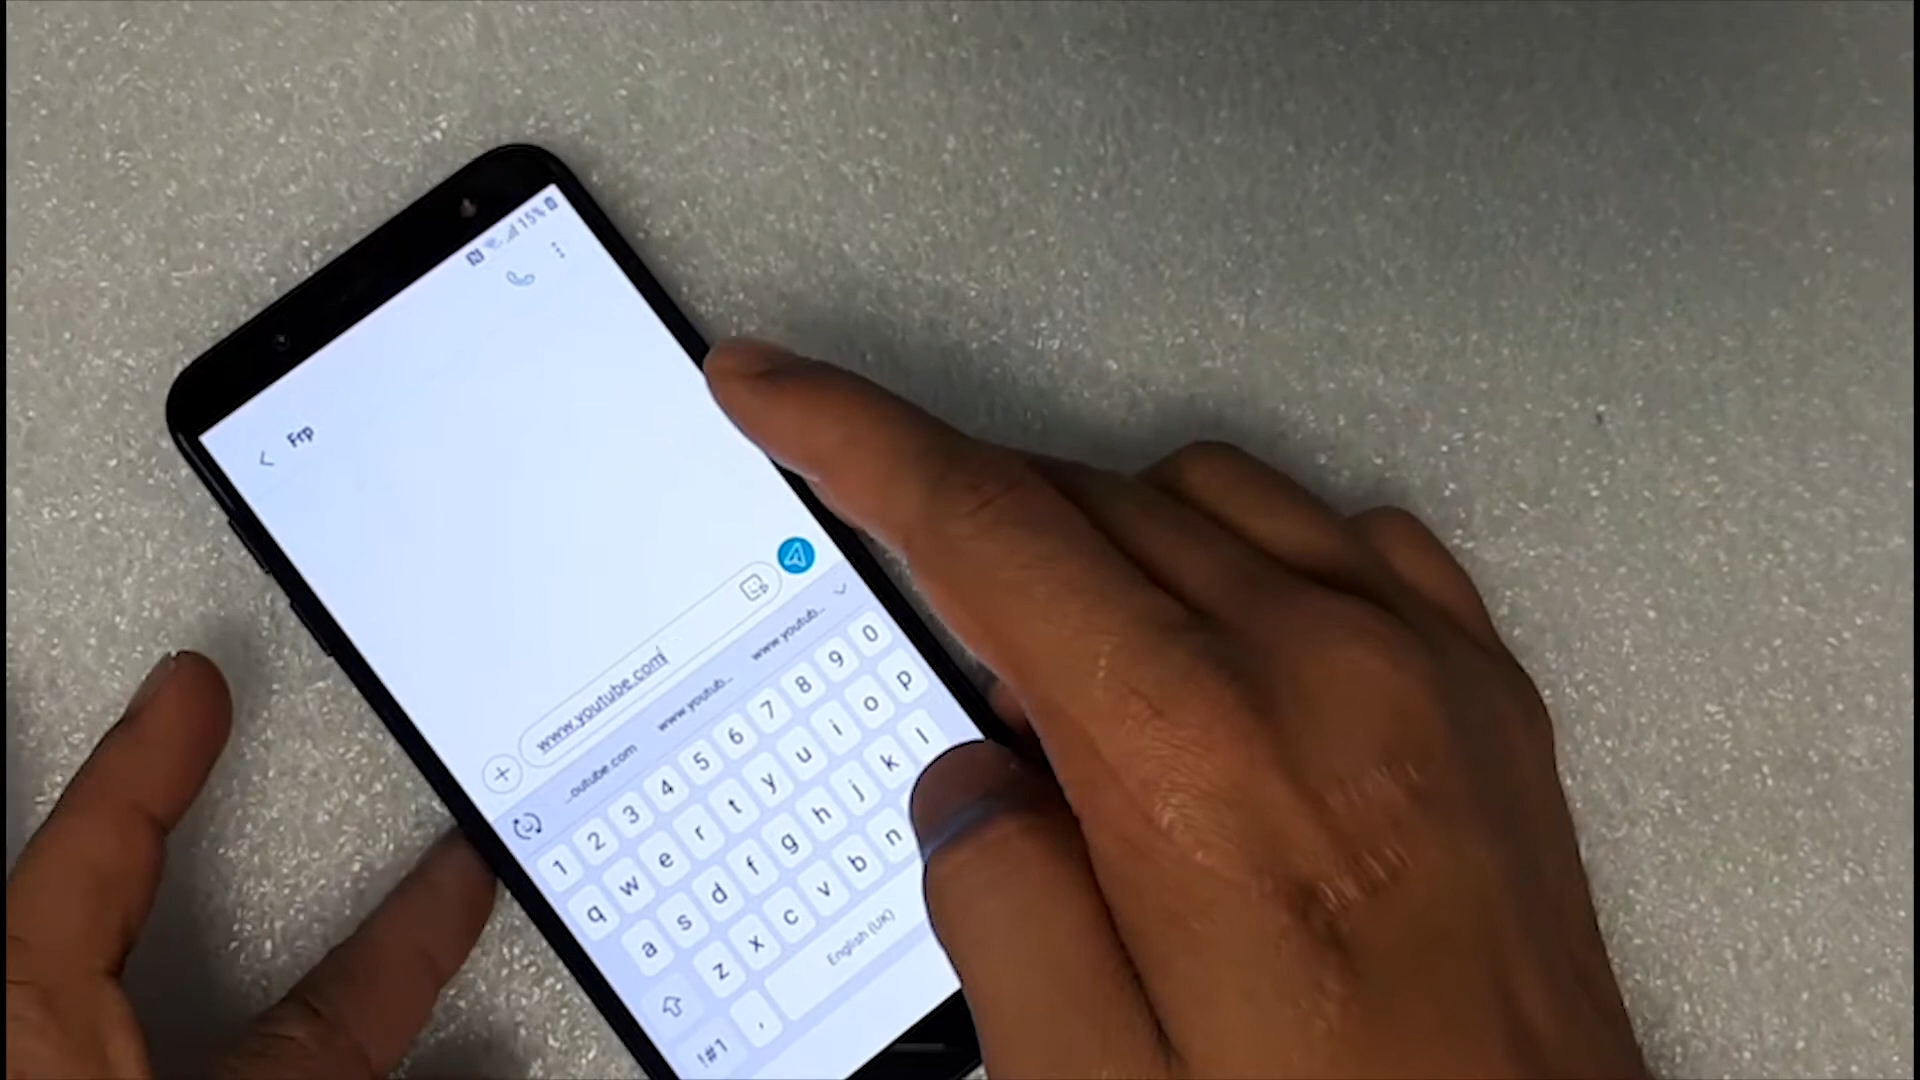 15%
Frp
www.youtube.com
...outube.com www.youtub... www.youtub...
1 2 3 4 5 6 7 8 9 0
q w e r t y u i o p
a s d f g h j k l
z x c v b n
!#1 , English (UK)